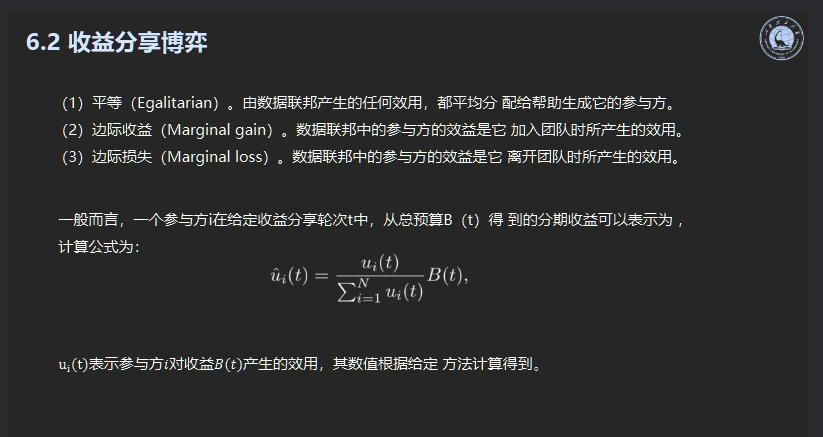 6.2 收益分享博弈
（1）平等（Egalitarian）。由数据联邦产生的任何效用，都平均分 配给帮助生成它的参与方。
（2）边际收益（Marginal gain）。数据联邦中的参与方的效益是它 加入团队时所产生的效用。
（3）边际损失（Marginal loss）。数据联邦中的参与方的效益是它 离开团队时所产生的效用。
一般而言，一个参与方i在给定收益分享轮次t中，从总预算B（t）得 到的分期收益可以表示为 ，
计算公式为：
û_i(t) = \frac{u_i(t)}{\sum_{i=1}^{N} u_i(t)} B(t),
u_i(t)表示参与方i对收益B(t)产生的效用，其数值根据给定 方法计算得到。